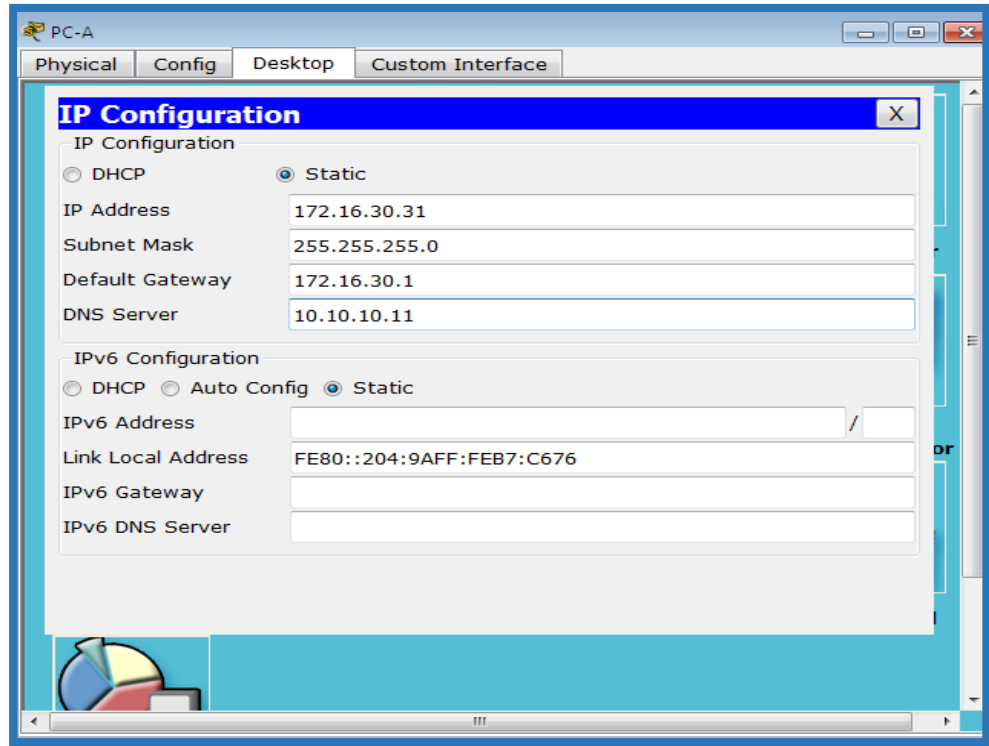 PC-A
Physical Config Desktop Custom Interface
IP Configuration X
IP Configuration
DHCP Static
IP Address 172.16.30.31
Subnet Mask 255.255.255.0
Default Gateway 172.16.30.1
DNS Server 10.10.10.11
IPv6 Configuration
DHCP Auto Config Static
IPv6 Address /
Link Local Address FE80::204:9AFF:FEB7:C676
or
IPv6 Gateway
IPv6 DNS Server